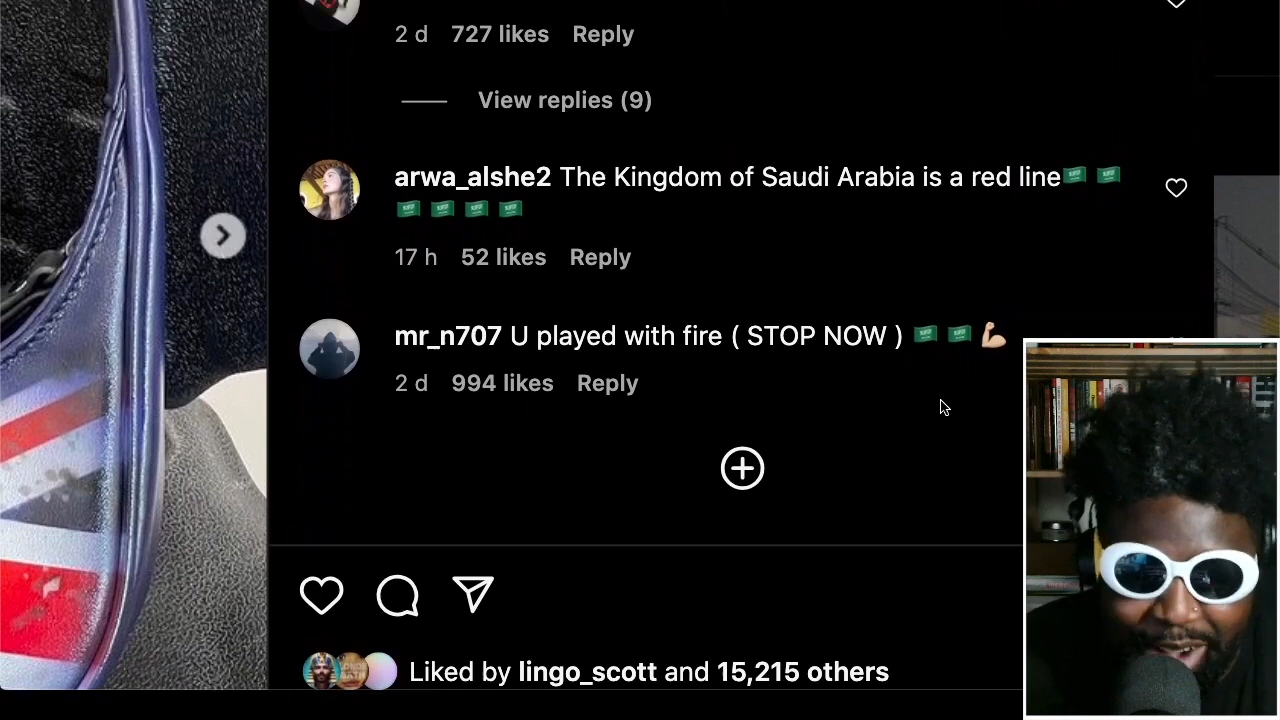 2 d 727 likes Reply
View replies (9)
arwa_alshe2 The Kingdom of Saudi Arabia is a red line🇸🇦 🇸🇦
🇸🇦 🇸🇦 🇸🇦 🇸🇦
17 h 52 likes Reply
mr_n707 U played with fire ( STOP NOW ) 🇸🇦 🇸🇦 💪🏼
2 d 994 likes Reply
Liked by lingo_scott and 15,215 others